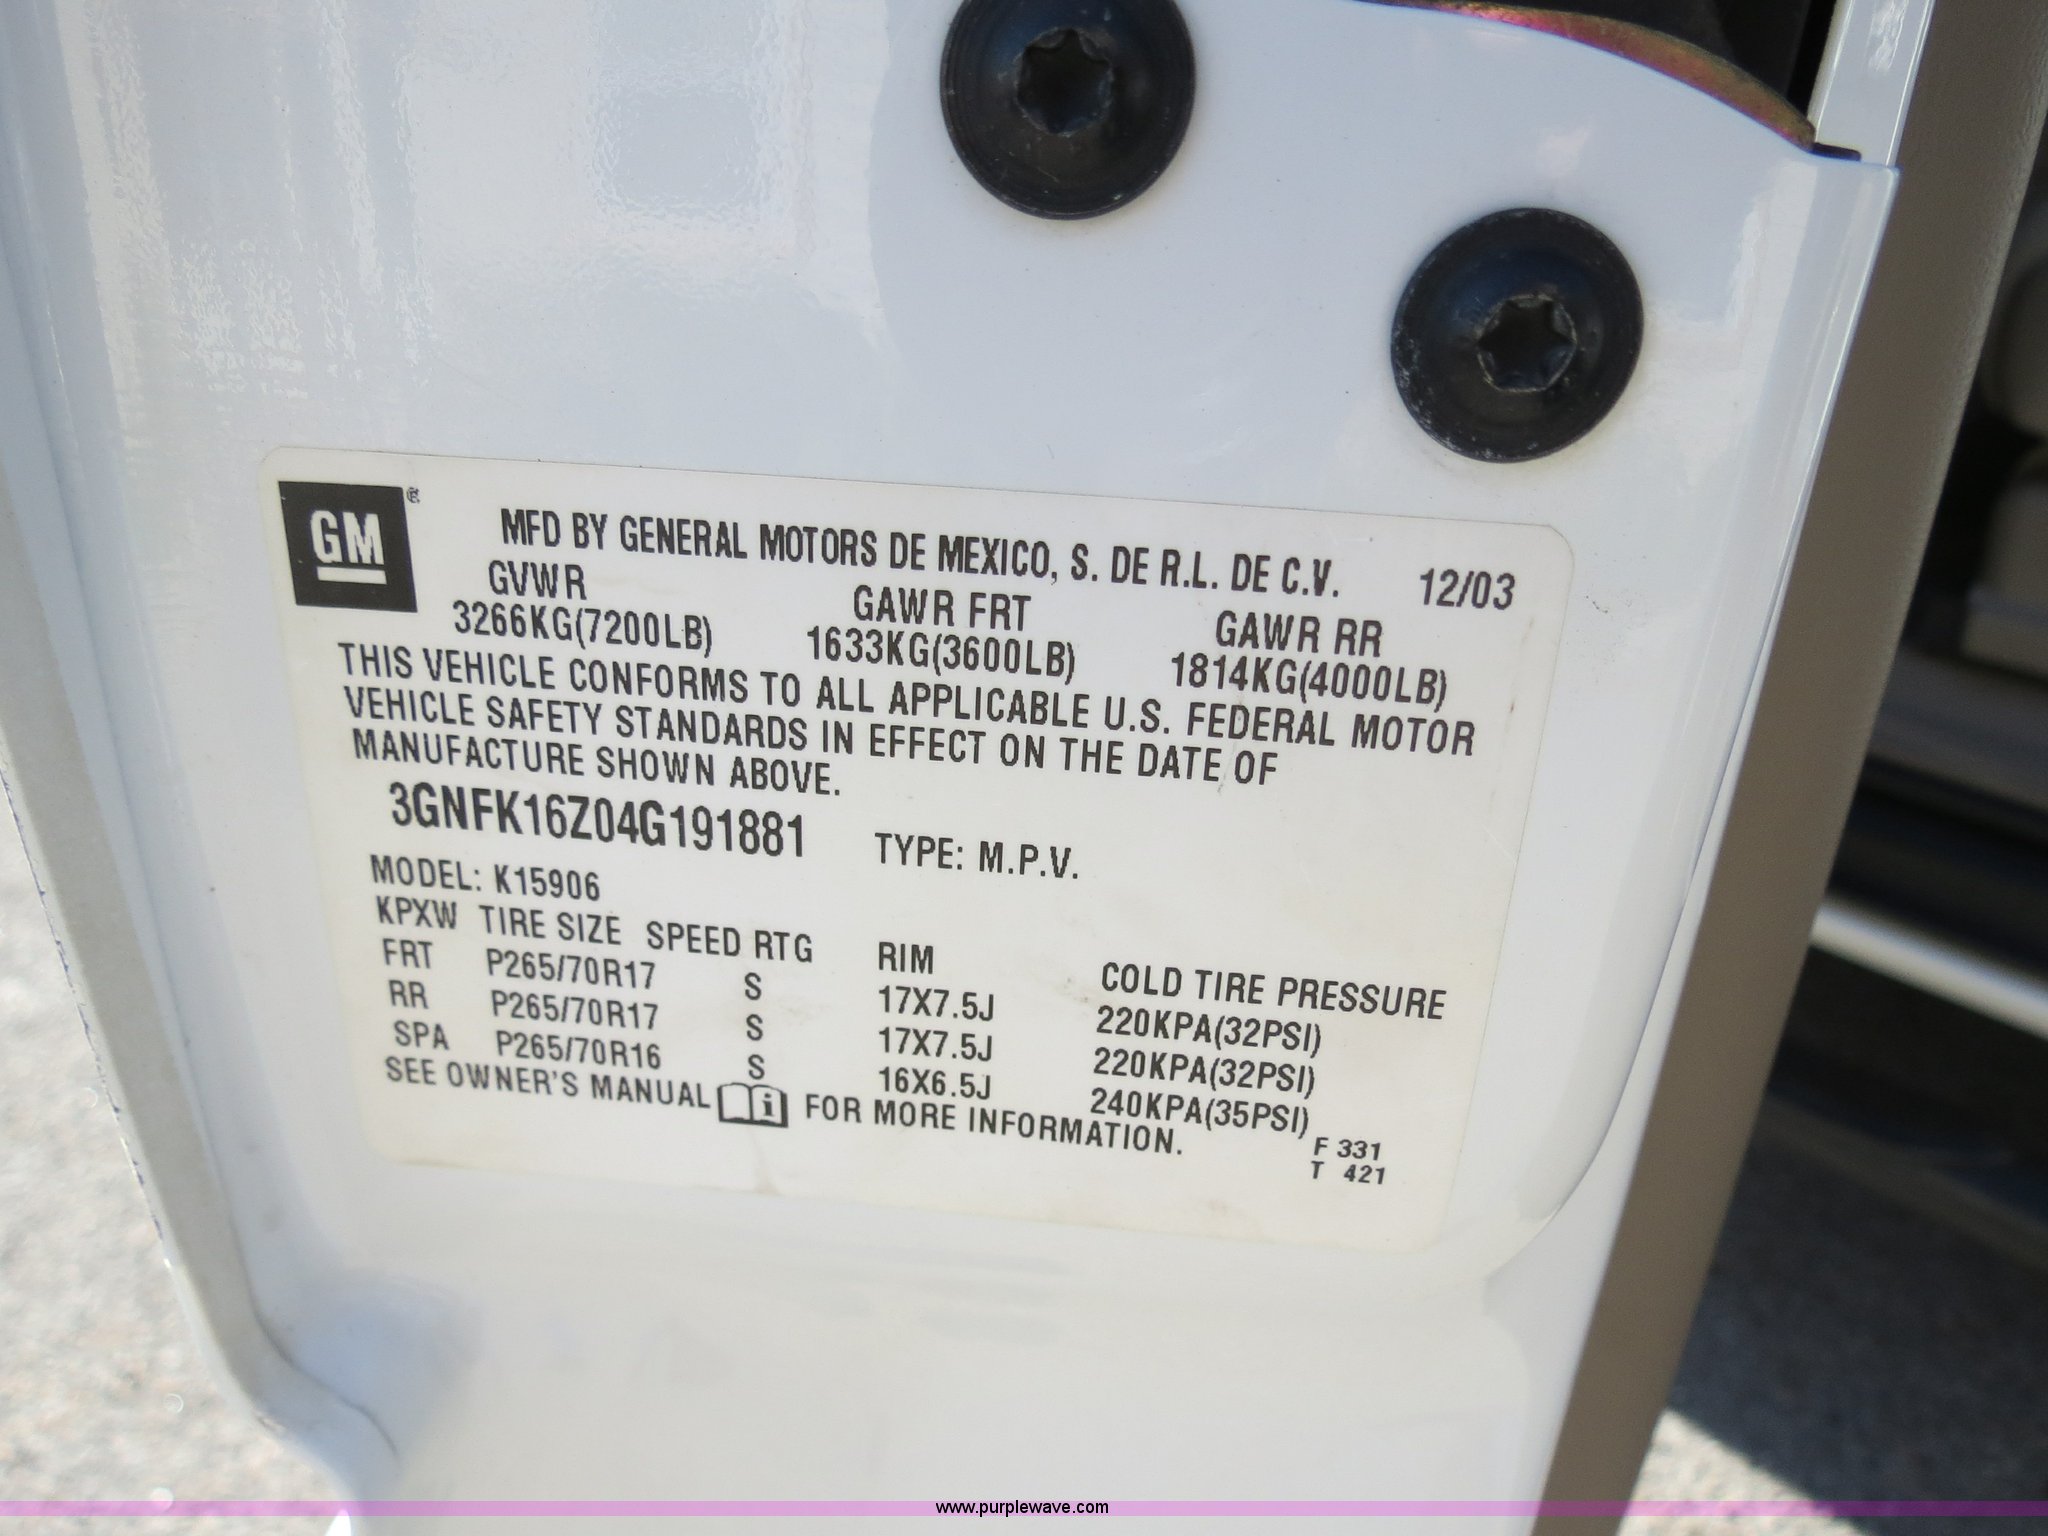 GM ®
MFD BY GENERAL MOTORS DE MEXICO, S. DE R.L. DE C.V. 12/03
GVWR GAWR FRT GAWR RR
3266KG(7200LB) 1633KG(3600LB) 1814KG(4000LB)
THIS VEHICLE CONFORMS TO ALL APPLICABLE U.S. FEDERAL MOTOR
VEHICLE SAFETY STANDARDS IN EFFECT ON THE DATE OF
MANUFACTURE SHOWN ABOVE.
3GNFK16Z04G191881 TYPE: M.P.V.
MODEL: K15906
KPXW TIRE SIZE SPEED RTG RIM COLD TIRE PRESSURE
FRT P265/70R17 S 17X7.5J 220KPA(32PSI)
RR P265/70R17 S 17X7.5J 220KPA(32PSI)
SPA P265/70R16 S 16X6.5J 240KPA(35PSI)
SEE OWNER'S MANUAL i FOR MORE INFORMATION.
F 331
T 421
www.purplewave.com